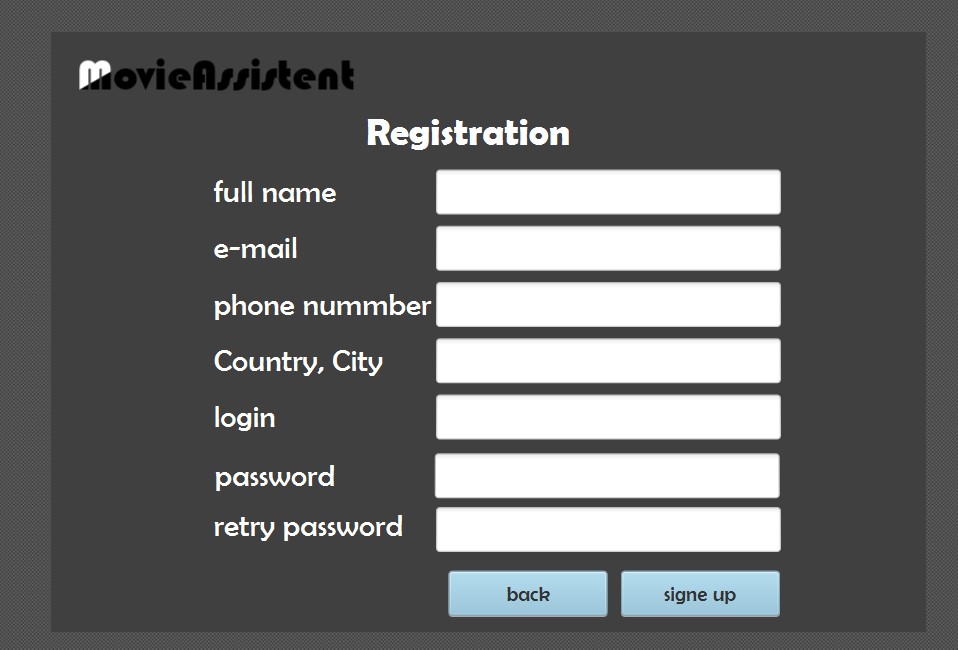 MovieAssistent
Registration
full name
e-mail
phone nummber
Country, City
login
password
retry password
back
signe up